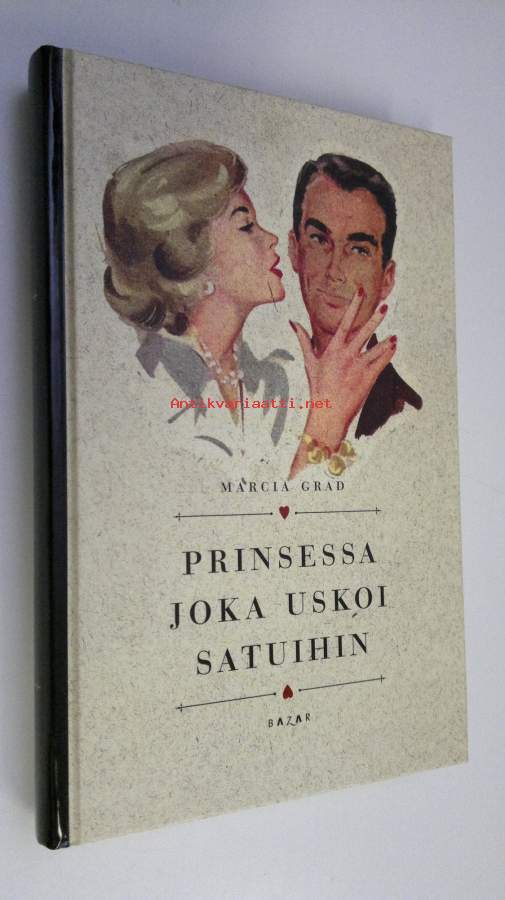 Antikvariaatti.net
MARCIA GRAD
PRINSESSA
JOKA USKOI
SATUIHIN
BAZAR